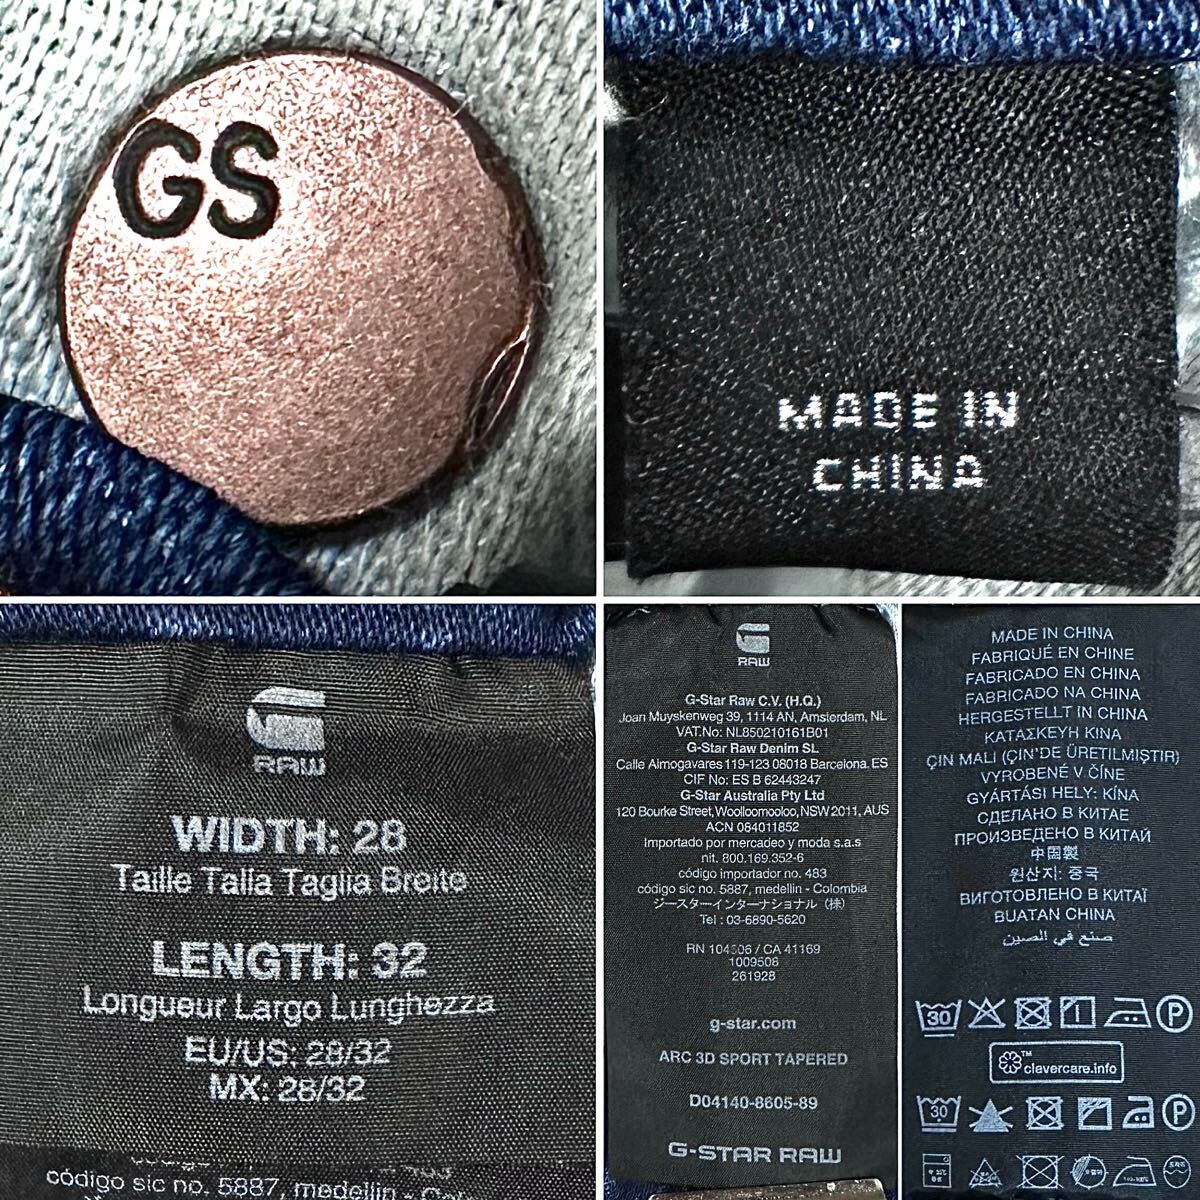 GS
MADE IN
CHINA
RAW
WIDTH: 28
Taille Talla Taglia Breite
LENGTH: 32
Longueur Largo Lunghezza
EU/US: 28/32
MX: 28/32
código sic no. 5887, medellin -
RAW
G-Star Raw C.V. (H.Q.)
Joan Muyskenweg 39, 1114 AN, Amsterdam, NL
VAT.No: NL850210161B01
G-Star Raw Denim SL
Calle Almogavares 119-123 08018 Barcelona. ES
CIF No: ES B 62443247
G-Star Australia Pty Ltd
120 Bourke Street, Woolloomooloo, NSW 2011, AUS
ACN 084011852
Importado por mercadeo y moda s.a.s
nit. 800.169.352-6
código importador no. 483
código sic no. 5887, medellin - Colombia
ジースターインターナショナル (株)
Tel : 03-6890-5620
RN 104506 / CA 41169
1009506
261928
g-star.com
ARC 3D SPORT TAPERED
D04140-8605-89
G-STAR RAW
MADE IN CHINA
FABRIQUÉ EN CHINE
FABRICADO EN CHINA
FABRICADO NA CHINA
HERGESTELLT IN CHINA
ΚΑΤΑΣΚΕΥΗ ΚΙΝΑ
ÇIN MALI (ÇIN'DE ÜRETILMIŞTIR)
VYROBENÉ V ČÍNE
GYÁRTÁSI HELY: KÍNA
СДЕЛАНО В КИТАЕ
ПРОИЗВЕДЕНО В КИТАЙ
中国製
원산지: 중국
ВИГОТОВЛЕНО В КИТАЇ
BUATAN CHINA
صنع في الصين
30 P
TM clevercare.info
30 P